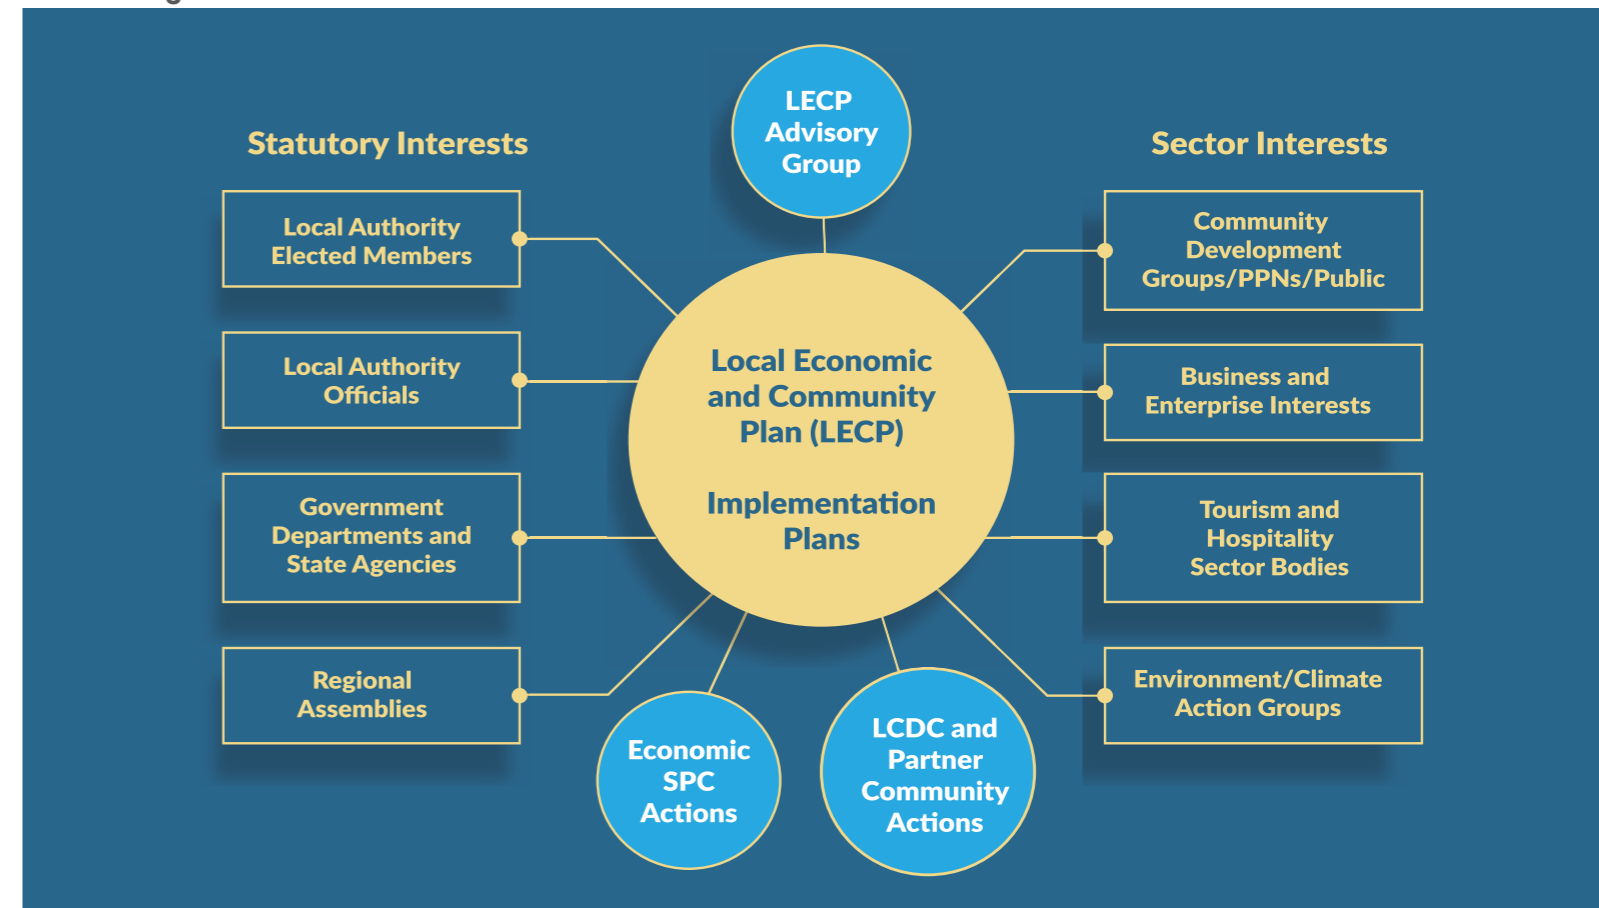 LECP
Advisory
Group
Statutory Interests
Local Authority
Elected Members
Local Authority
Officials
Government
Departments and
State Agencies
Regional
Assemblies
Local Economic
and Community
Plan (LECP)
Implementation
Plans
Economic
SPC
Actions
LCDC and
Partner
Community
Actions
Sector Interests
Community
Development
Groups/PPNs/Public
Business and
Enterprise Interests
Tourism and
Hospitality
Sector Bodies
Environment/Climate
Action Groups